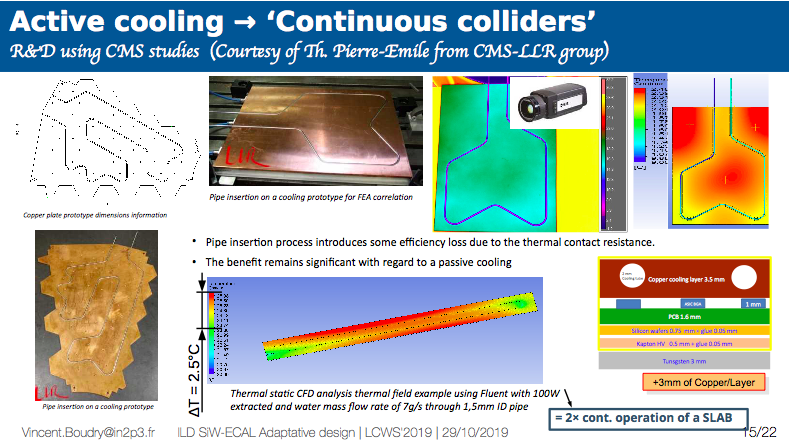 Active cooling → ‘Continuous colliders’
R&D using CMS studies (Courtesy of Th. Pierre-Emile from CMS-LLR group)
LLR
Pipe insertion on a cooling prototype for FEA correlation
Copper plate prototype dimensions information
• Pipe insertion process introduces some efficiency loss due to the thermal contact resistance.
• The benefit remains significant with regard to a passive cooling
LLR
Pipe insertion on a cooling prototype
ΔT = 2.5°C
Thermal static CFD analysis thermal field example using Fluent with 100W
extracted and water mass flow rate of 7g/s through 1,5mm ID pipe
Copper cooling layer 3.5 mm
ASIC BGA
1 mm
PCB 1.6 mm
Silicon wafers 0.75 mm + glue 0.05 mm
Kapton HV 0.5 mm + glue 0.05 mm
Tungsten 3 mm
+3mm of Copper/Layer
= 2× cont. operation of a SLAB
Vincent.Boudry@in2p3.fr
ILD SiW-ECAL Adaptative design | LCWS'2019 | 29/10/2019
15/22